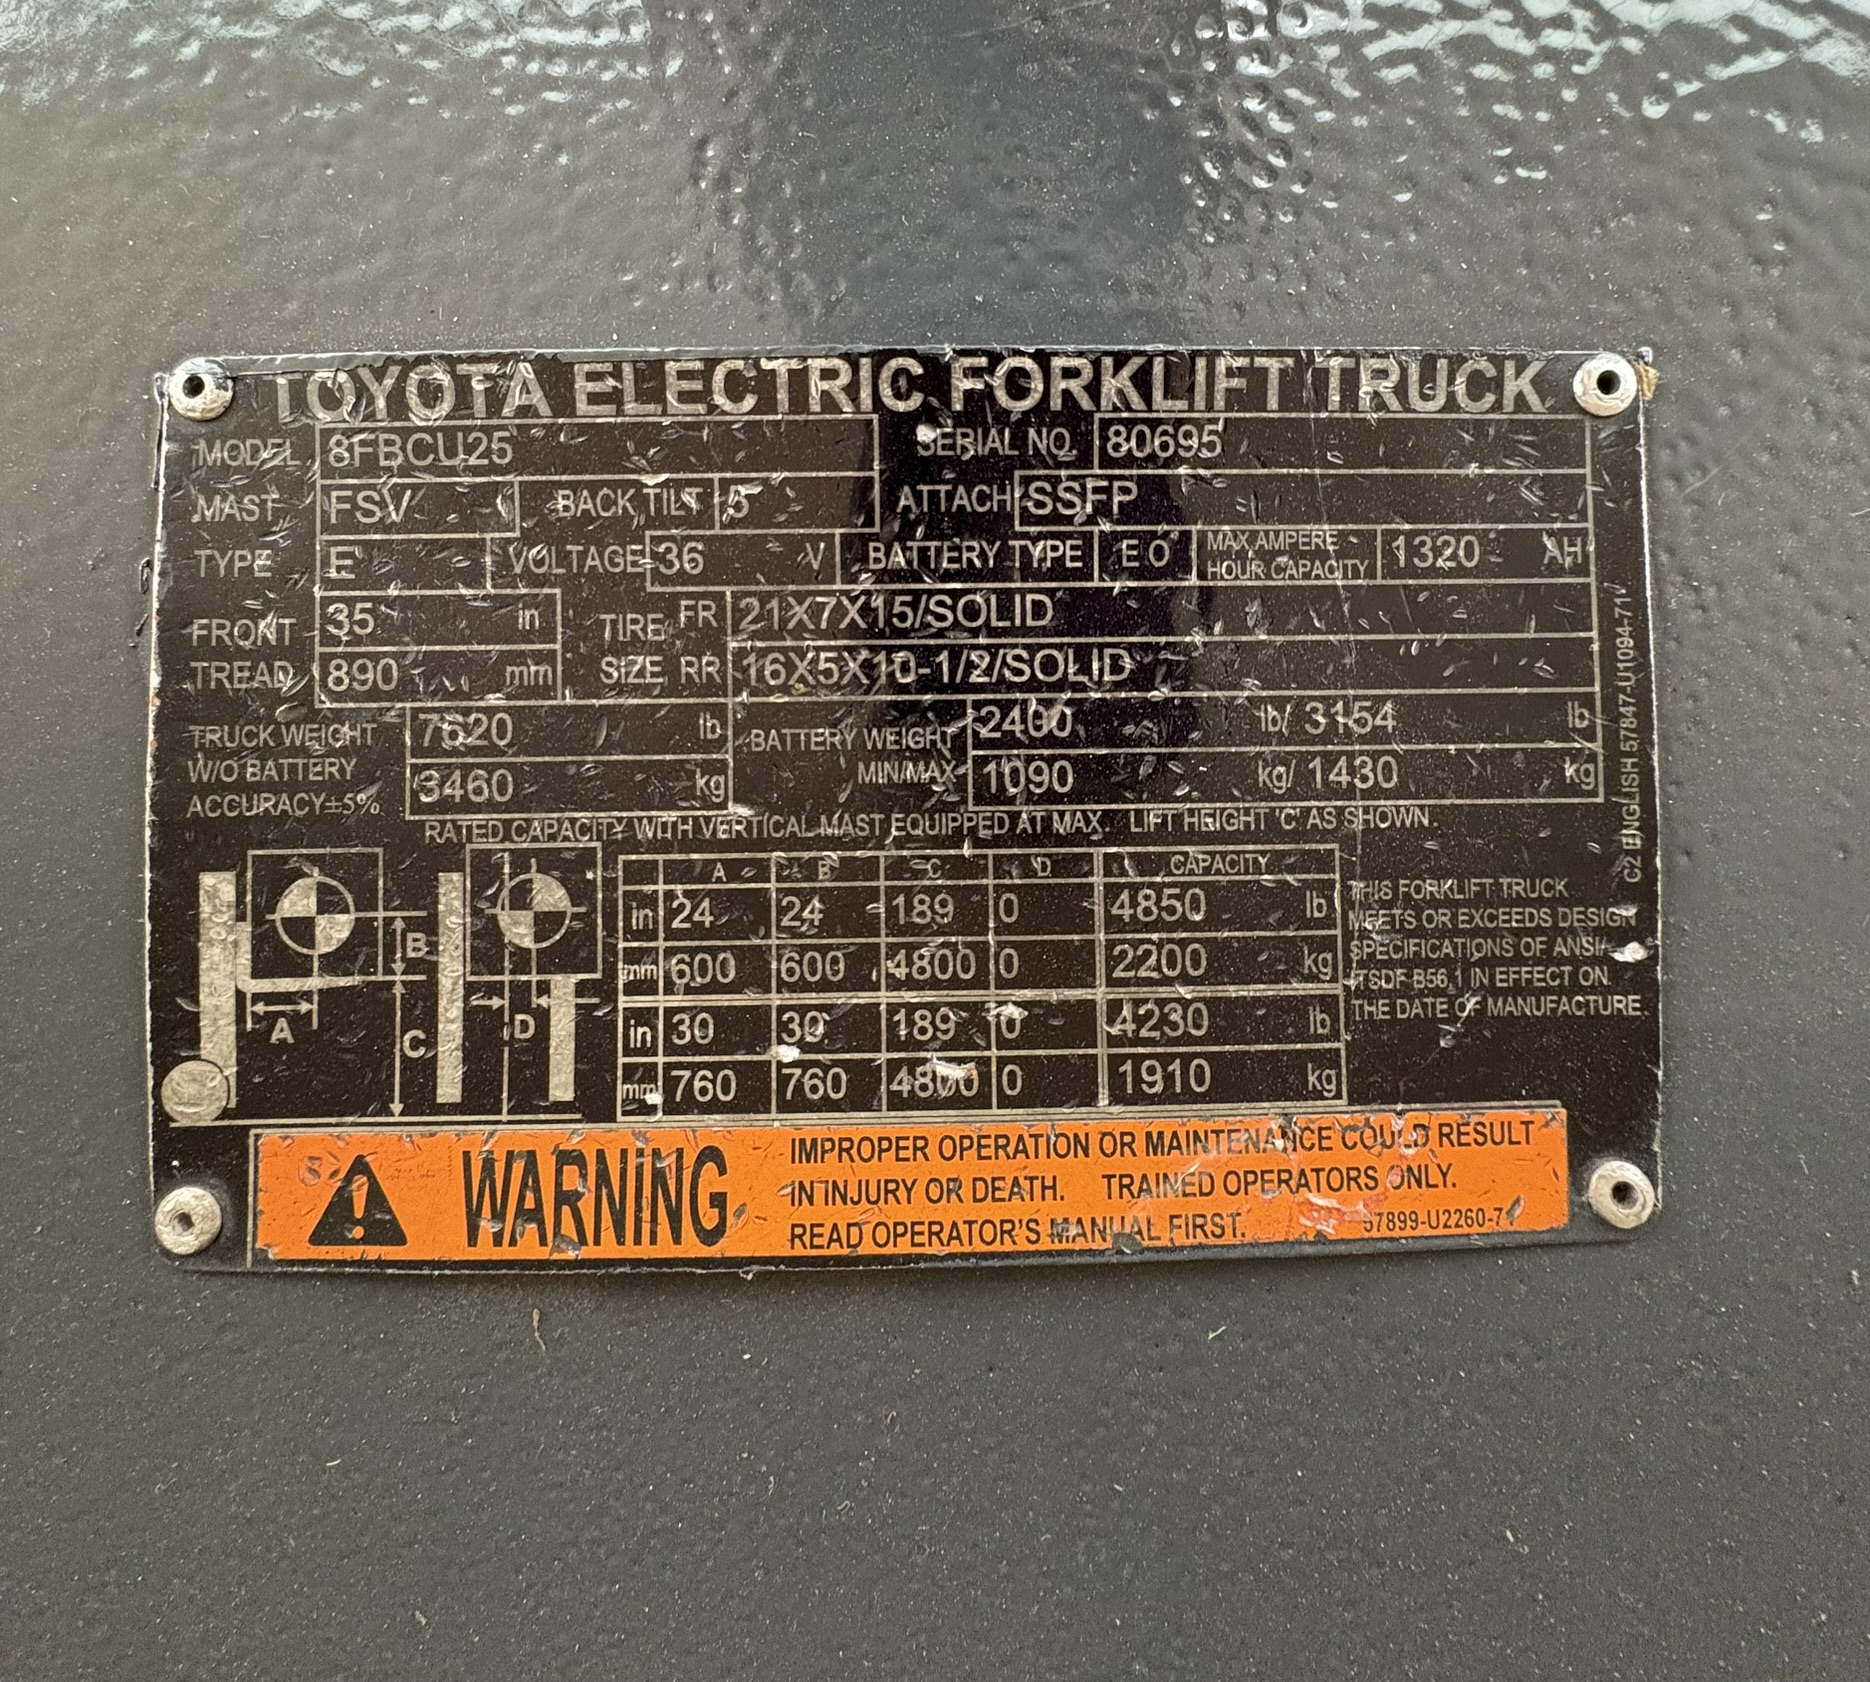 TOYOTA ELECTRIC FORKLIFT TRUCK
MODEL 8FBCU25 SERIAL NO. 80695
MAST FSV BACK TILT 5 ATTACH SSFP
TYPE E VOLTAGE 36 V BATTERY TYPE E O MAX AMPERE HOUR CAPACITY 1320 AH
FRONT TREAD 35 in 890 mm
TIRE SIZE FR 21X7X15/SOLID
RR 16X5X10-1/2/SOLID
TRUCK WEIGHT W/O BATTERY ACCURACY±5% 7620 lb 3460 kg
BATTERY WEIGHT MIN/MAX 2400 lb/ 3154 lb
1090 kg/ 1430 kg
RATED CAPACITY WITH VERTICAL MAST EQUIPPED AT MAX. LIFT HEIGHT 'C' AS SHOWN.
A B C D
A B C D CAPACITY
in 24 24 189 0 4850 lb
mm 600 600 4800 0 2200 kg
in 30 30 189 0 4230 lb
mm 760 760 4800 0 1910 kg
THIS FORKLIFT TRUCK
MEETS OR EXCEEDS DESIGN
SPECIFICATIONS OF ANSI/
ITSDF B56.1 IN EFFECT ON
THE DATE OF MANUFACTURE.
C2 ENGLISH 57847-U1094-71
WARNING
IMPROPER OPERATION OR MAINTENANCE COULD RESULT
IN INJURY OR DEATH. TRAINED OPERATORS ONLY.
READ OPERATOR'S MANUAL FIRST. 57899-U2260-71